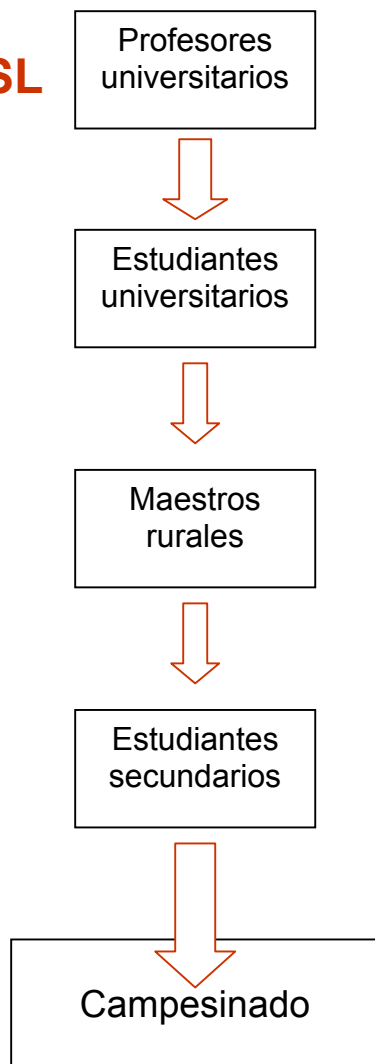 SL
Profesores
universitarios
Estudiantes
universitarios
Maestros
rurales
Estudiantes
secundarios
Campesinado